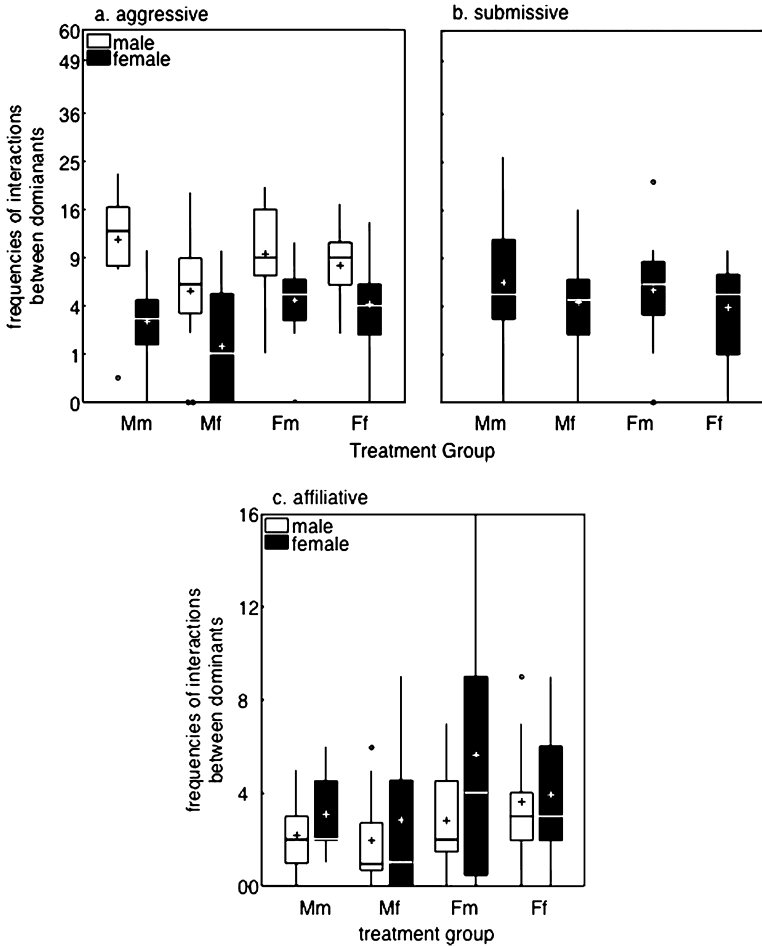 a. aggressive
b. submissive
60
49
36
25
16
9
4
1
0
male
female
frequencies of interactions
between domianants
Mm Mf Fm Ff
Mm Mf Fm Ff
Treatment Group
c. affiliative
16
12
8
4
00
male
female
frequencies of interactions
between dominants
Mm Mf Fm Ff
treatment group